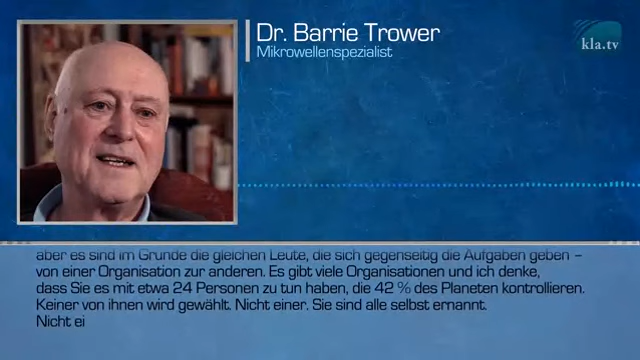 Dr. Barrie Trower
Mikrowellenspezialist
kla.tv
aber es sind im Grunde die gleichen Leute, die sich gegenseitig die Aufgaben geben –
von einer Organisation zur anderen. Es gibt viele Organisationen und ich denke,
dass Sie es mit etwa 24 Personen zu tun haben, die 42 % des Planeten kontrollieren.
Keiner von ihnen wird gewählt. Nicht einer. Sie sind alle selbst ernannt.
Nicht ei